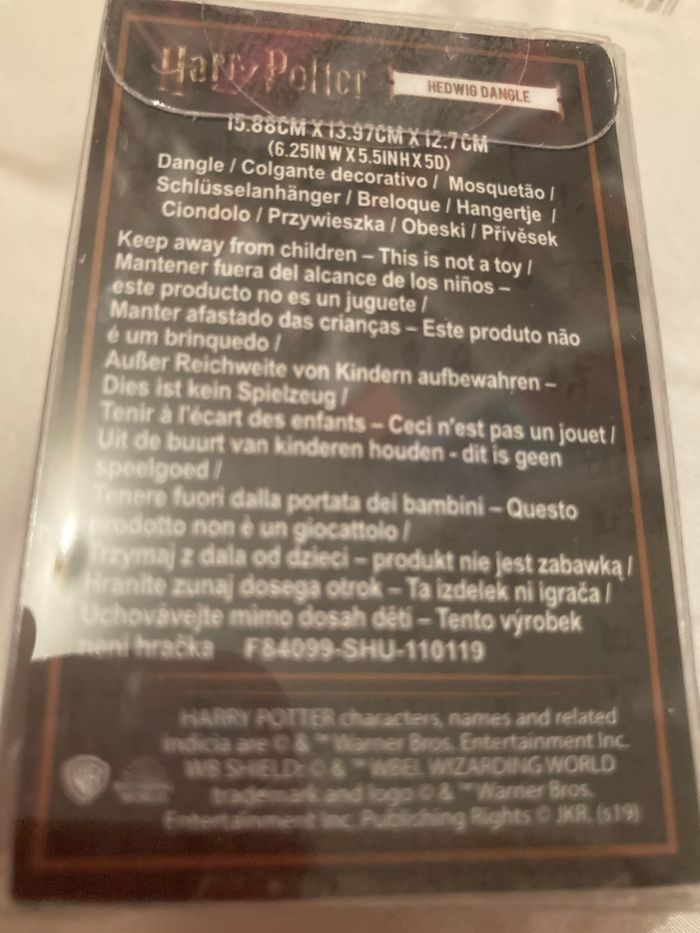 Harry Potter
HEDWIG DANGLE
15.88CM X 13.97CM X 12.7CM
(6.25IN W X 5.5INH X 5D)
Dangle / Colgante decorativo / Mosquetão /
Schlüsselanhänger / Breloque / Hangertje /
Ciondolo / Przywieszka / Obeski / Přívěsek
Keep away from children – This is not a toy /
Mantener fuera del alcance de los niños –
este producto no es un juguete /
Manter afastado das crianças – Este produto não
é um brinquedo /
Außer Reichweite von Kindern aufbewahren –
Dies ist kein Spielzeug /
Tenir à l'écart des enfants – Ceci n'est pas un jouet /
Uit de buurt van kinderen houden - dit is geen
speelgoed /
Tenere fuori dalla portata dei bambini – Questo
prodotto non è un giocattolo /
Trzymaj z dala od dzieci – produkt nie jest zabawką /
Hranite zunaj dosega otrok – Ta izdelek ni igrača /
Uchovávejte mimo dosah dětí – Tento výrobek
není hračka F84099-SHU-110119
HARRY POTTER characters, names and related
indicia are © & ™ Warner Bros. Entertainment Inc.
WB SHIELD: © & ™ WBEI. WIZARDING WORLD
trademark and logo © & ™ Warner Bros.
Entertainment Inc. Publishing Rights © JKR. (s19)
WB